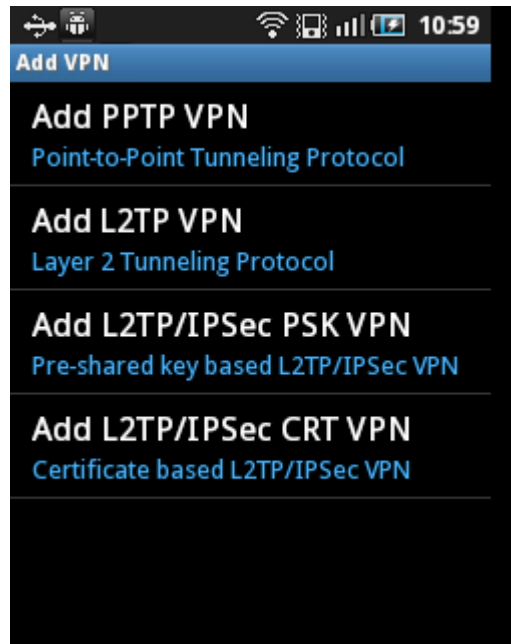 10:59
Add VPN
Add PPTP VPN
Point-to-Point Tunneling Protocol
Add L2TP VPN
Layer 2 Tunneling Protocol
Add L2TP/IPSec PSK VPN
Pre-shared key based L2TP/IPSec VPN
Add L2TP/IPSec CRT VPN
Certificate based L2TP/IPSec VPN